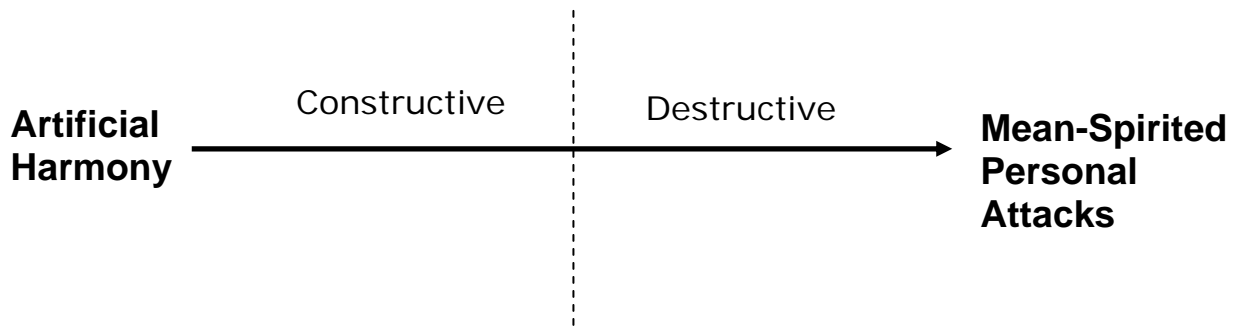 Constructive
Destructive
Artificial
Harmony
Mean-Spirited
Personal
Attacks